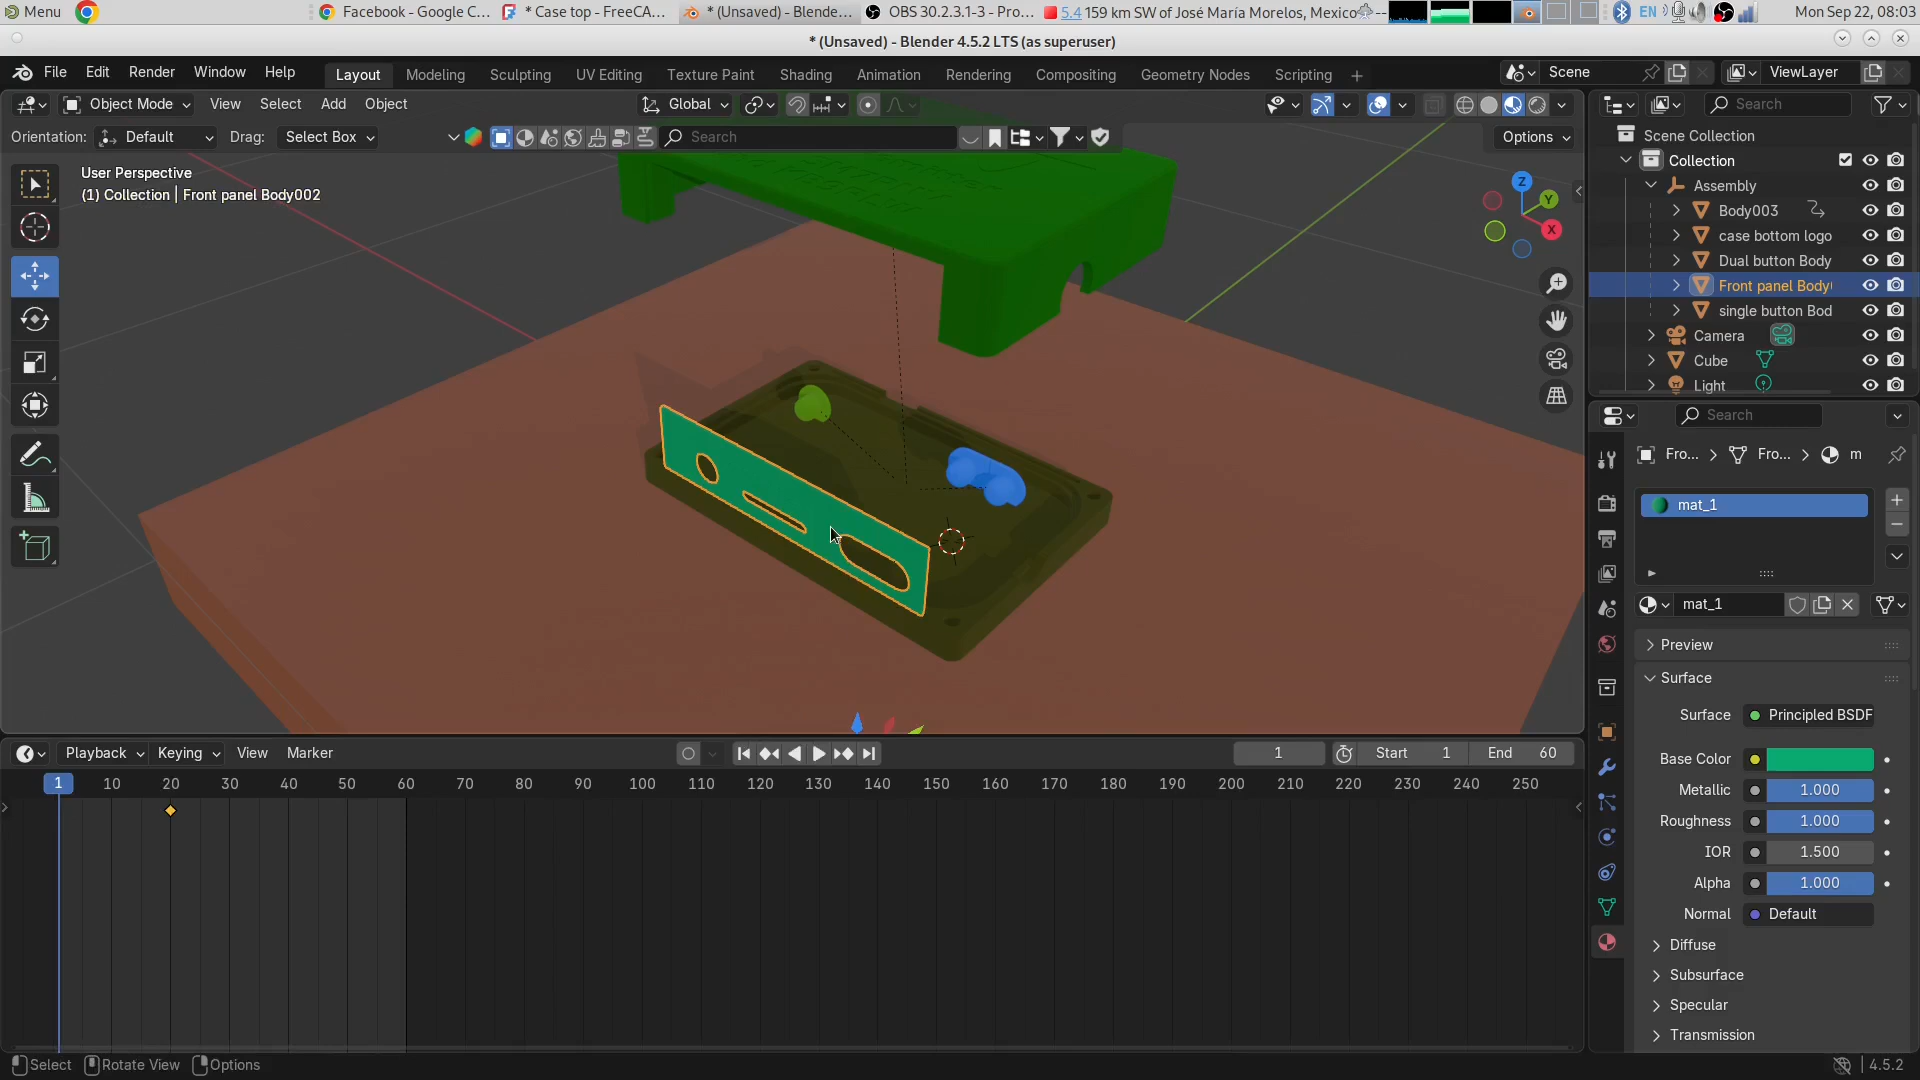 Menu
Facebook - Google C...
* Case top - FreeCA...
* (Unsaved) - Blende...
OBS 30.2.3.1-3 - Pro...
5.4 159 km SW of José María Morelos, Mexico
EN
Mon Sep 22, 08:03
* (Unsaved) - Blender 4.5.2 LTS (as superuser)
File Edit Render Window Help
Layout Modeling Sculpting UV Editing Texture Paint Shading Animation Rendering Compositing Geometry Nodes Scripting +
Scene
ViewLayer
Object Mode View Select Add Object
Global
Search
Orientation: Default Drag: Select Box
Search
Options
User Perspective
(1) Collection | Front panel Body002
Z
Y
X
Scene Collection
Collection
Assembly
Body003
case bottom logo
Dual button Body
Front panel Body
single button Bod
Camera
Cube
Light
Search
Fro... > Fro... > m
mat_1
mat_1
Preview
Surface
Surface Principled BSDF
Base Color
Metallic 1.000
Roughness 1.000
IOR 1.500
Alpha 1.000
Normal Default
Diffuse
Subsurface
Specular
Transmission
Playback Keying View Marker
1
Start 1
End 60
1 10 20 30 40 50 60 70 80 90 100 110 120 130 140 150 160 170 180 190 200 210 220 230 240 250
Select Rotate View Options
4.5.2